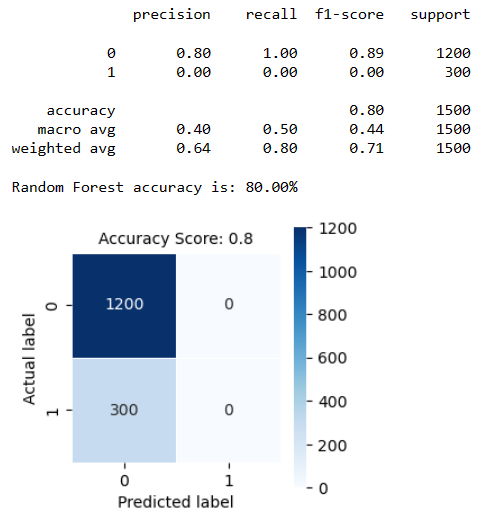 precision recall f1-score support
0 0.80 1.00 0.89 1200
1 0.00 0.00 0.00 300
accuracy 0.80 1500
macro avg 0.40 0.50 0.44 1500
weighted avg 0.64 0.80 0.71 1500
Random Forest accuracy is: 80.00%
Accuracy Score: 0.8
1200
1000
800
600
400
200
0
Actual label
0
1
1200 0
300 0
0 1
Predicted label